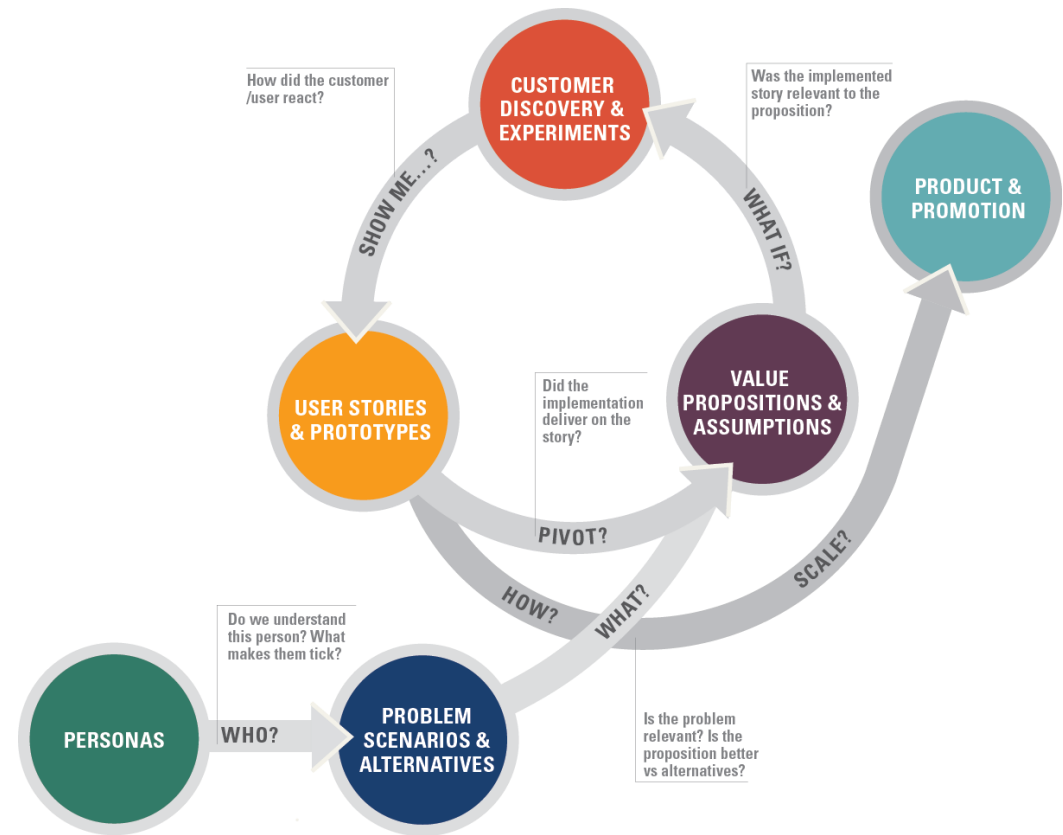 How did the customer
/user react?
CUSTOMER
DISCOVERY &
EXPERIMENTS
Was the implemented
story relevant to the
proposition?
PRODUCT &
PROMOTION
SHOW ME...?
WHAT IF?
USER STORIES
& PROTOTYPES
Did the
implementation
deliver on the
story?
VALUE
PROPOSITIONS &
ASSUMPTIONS
PIVOT?
HOW?
WHAT?
SCALE?
Do we understand
this person? What
makes them tick?
PERSONAS
WHO?
PROBLEM
SCENARIOS &
ALTERNATIVES
Is the problem
relevant? Is the
proposition better
vs alternatives?